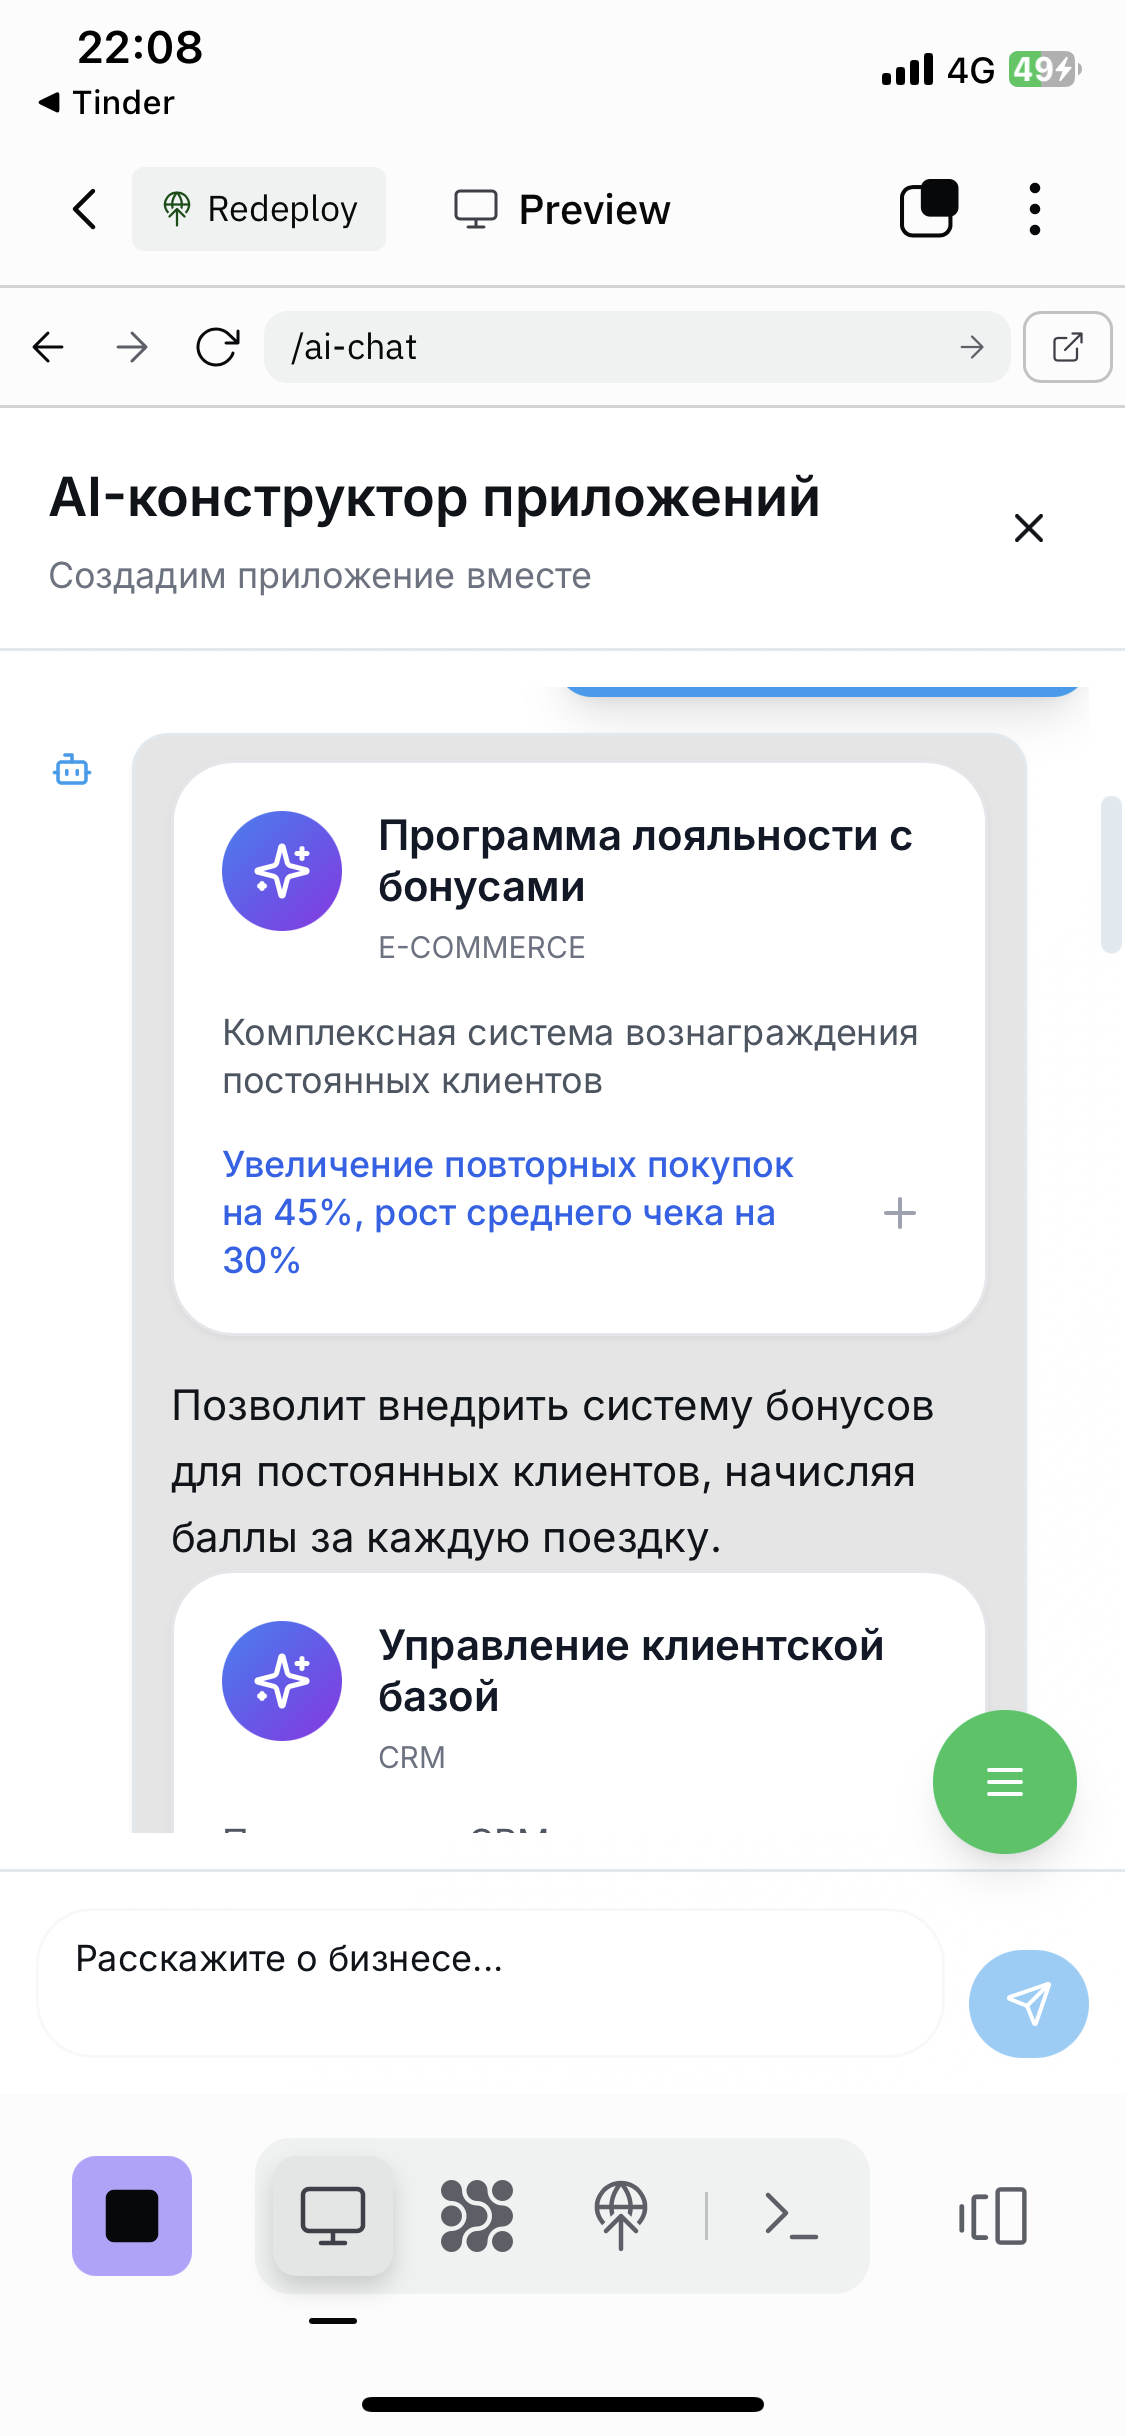 22:08
4G
49
◀ Tinder
Redeploy
Preview
/ai-chat
AI-конструктор приложений
Создадим приложение вместе
Программа лояльности с
бонусами
E-COMMERCE
Комплексная система вознаграждения
постоянных клиентов
Увеличение повторных покупок
на 45%, рост среднего чека на
30%
Позволит внедрить систему бонусов
для постоянных клиентов, начисляя
баллы за каждую поездку.
Управление клиентской
базой
CRM
Расскажите о бизнесе...